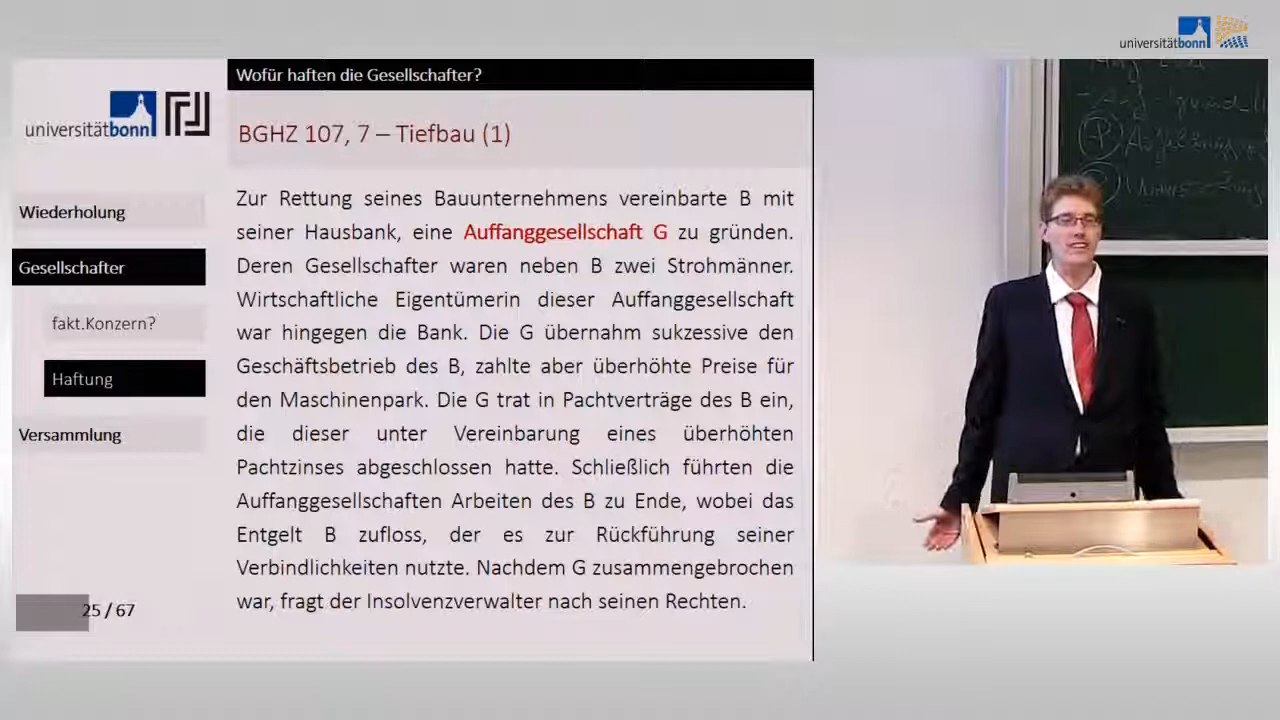 universitätbonn
Wofür haften die Gesellschafter?
universitätbonn
BGHZ 107, 7 – Tiefbau (1)
Wiederholung
Gesellschafter
fakt.Konzern?
Haftung
Versammlung
25 / 67
Zur Rettung seines Bauunternehmens vereinbarte B mit
seiner Hausbank, eine Auffanggesellschaft G zu gründen.
Deren Gesellschafter waren neben B zwei Strohmänner.
Wirtschaftliche Eigentümerin dieser Auffanggesellschaft
war hingegen die Bank. Die G übernahm sukzessive den
Geschäftsbetrieb des B, zahlte aber überhöhte Preise für
den Maschinenpark. Die G trat in Pachtverträge des B ein,
die dieser unter Vereinbarung eines überhöhten
Pachtzinses abgeschlossen hatte. Schließlich führten die
Auffanggesellschaften Arbeiten des B zu Ende, wobei das
Entgelt B zufloss, der es zur Rückführung seiner
Verbindlichkeiten nutzte. Nachdem G zusammengebrochen
war, fragt der Insolvenzverwalter nach seinen Rechten.